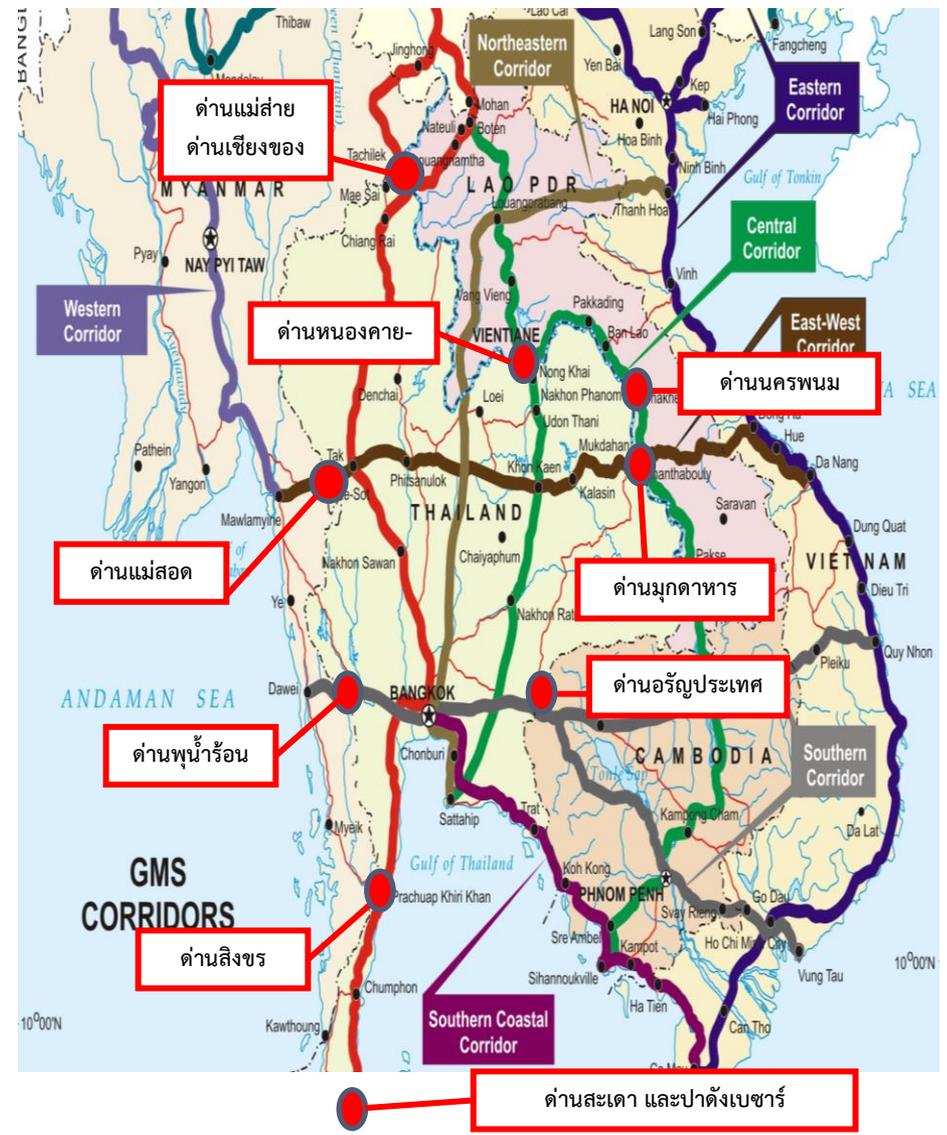 Lao Cai
Lang Son
Fangcheng
Thibaw
Jinghong
Northeastern
Corridor
Yen Bai
Kep
Eastern
Corridor
HA NOI
Hai Phong
Mohan
Boten
Nateuil
Hoa Binh
Ninh Binh
ด่านแม่ส่าย
ด่านเชียงของ
Tachilek
Mae Sai
MYANMAR
LAO PDR
Gulf of Tonkin
Louangprabang
Thanh Hoa
Chiang Rai
Central
Corridor
Pyay
NAY PYI TAW
Vinh
Vang Vieng
Western
Corridor
Pakkading
ด่านหนองคาย-
VIENTIANE
Ban Lao
East-West
Corridor
Nong Khai
ด่านนครพนม
SEA
Denchai
Loei
Nakhon Phanom
Udon Thani
Hue
Pathein
Yangon
Tak
Phitsanulok
Khon Kaen
Mukdahan
Kalasin
Da Nang
Mawlamyine
THAILAND
Saravan
Chaiyaphum
Dung Quat
Nakhon Sawan
Pakse
VIET NAM
ด่านแม่สอด
ด่านมุกดาหาร
Dieu Tri
Ye
Quy Nhon
Pleiku
ANDAMAN SEA
Dawei
BANGKOK
ด่านอรัญประเทศ
ด่านพุน้ำร้อน
Chonburi
CAMBODIA
Southern
Corridor
Tonle Sap
Sattahip
Trat
Kampong Cham
Myeik
Da Lat
GMS
CORRIDORS
Gulf of Thailand
Koh Kong
PHNOM PENH
Prachuap Khiri Khan
Svay Rieng
Go Dau
ด่านสิงขร
Sre Ambel
Kampot
Ho Chi Minh City
Sihannoukville
Vung Tau
10⁰00'N
Chumphon
Ha Tien
10⁰00'N
Kawthoung
Southern Coastal
Corridor
Can Tho
ด่านสะเดา และปาดังเบซาร์